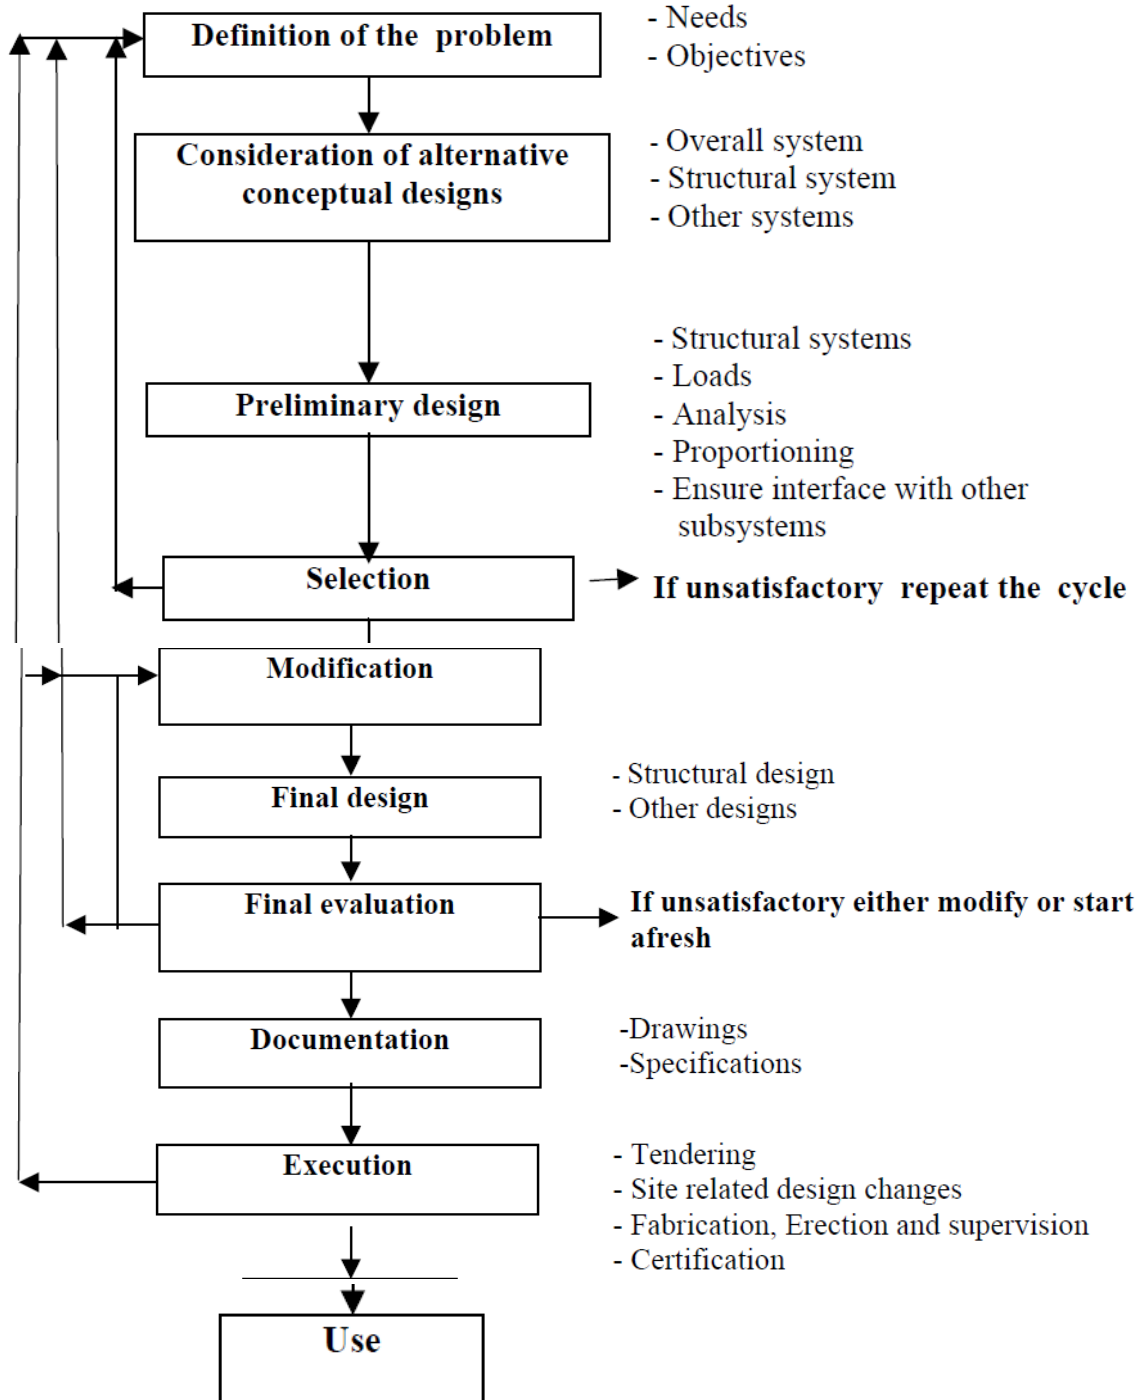 Definition of the problem
- Needs
- Objectives
Consideration of alternative
conceptual designs
- Overall system
- Structural system
- Other systems
Preliminary design
- Structural systems
- Loads
- Analysis
- Proportioning
- Ensure interface with other
subsystems
Selection
If unsatisfactory repeat the cycle
Modification
Final design
- Structural design
- Other designs
Final evaluation
If unsatisfactory either modify or start
afresh
Documentation
-Drawings
-Specifications
Execution
- Tendering
- Site related design changes
- Fabrication, Erection and supervision
- Certification
Use